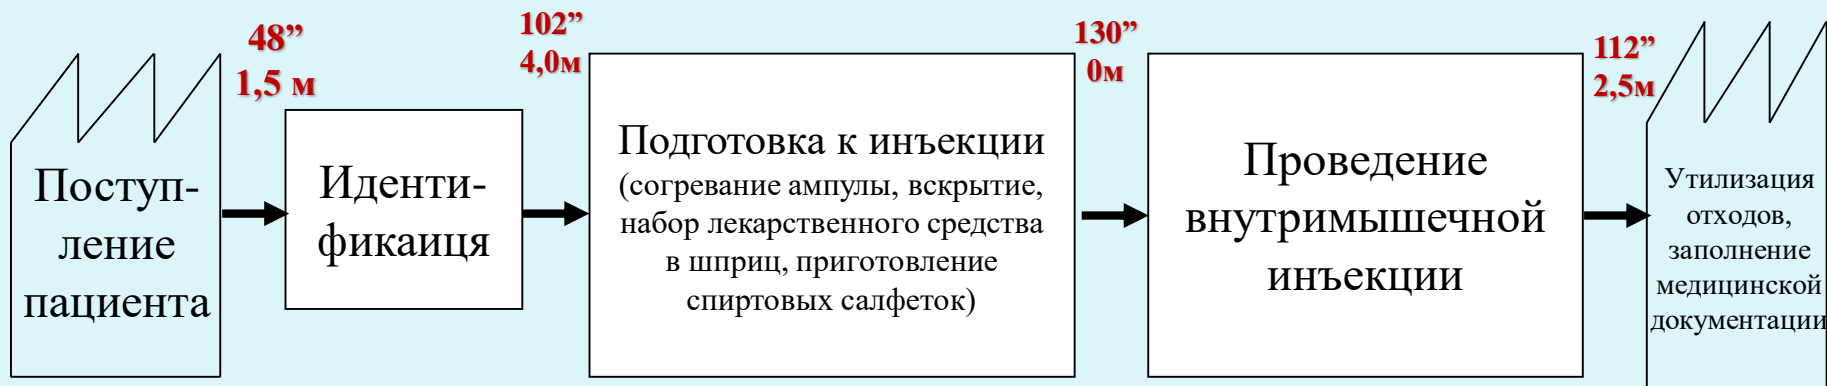 Поступ-
ление
пациента
48”
1,5 м
Иденти-
фикаиця
102”
4,0м
Подготовка к инъекции
(согревание ампулы, вскрытие,
набор лекарственного средства
в шприц, приготовление
спиртовых салфеток)
130”
0м
Проведение
внутримышечной
инъекции
112”
2,5м
Утилизация
отходов,
заполнение
медицинской
документации